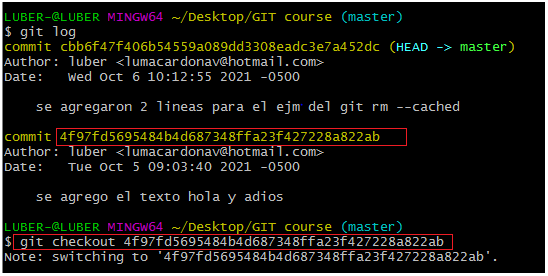 LUBER-@LUBER MINGW64 ~/Desktop/GIT course (master)
$ git log
commit cbb6f47f406b54559a089dd3308eadc3e7a452dc (HEAD -> master)
Author: luber <lumacardonav@hotmail.com>
Date:   Wed Oct 6 10:12:55 2021 -0500
    se agregaron 2 lineas para el ejm del git rm --cached
commit 4f97fd5695484b4d687348ffa23f427228a822ab
Author: luber <lumacardonav@hotmail.com>
Date:   Tue Oct 5 09:03:40 2021 -0500
    se agrego el texto hola y adios
LUBER-@LUBER MINGW64 ~/Desktop/GIT course (master)
$ git checkout 4f97fd5695484b4d687348ffa23f427228a822ab
Note: switching to '4f97fd5695484b4d687348ffa23f427228a822ab'.